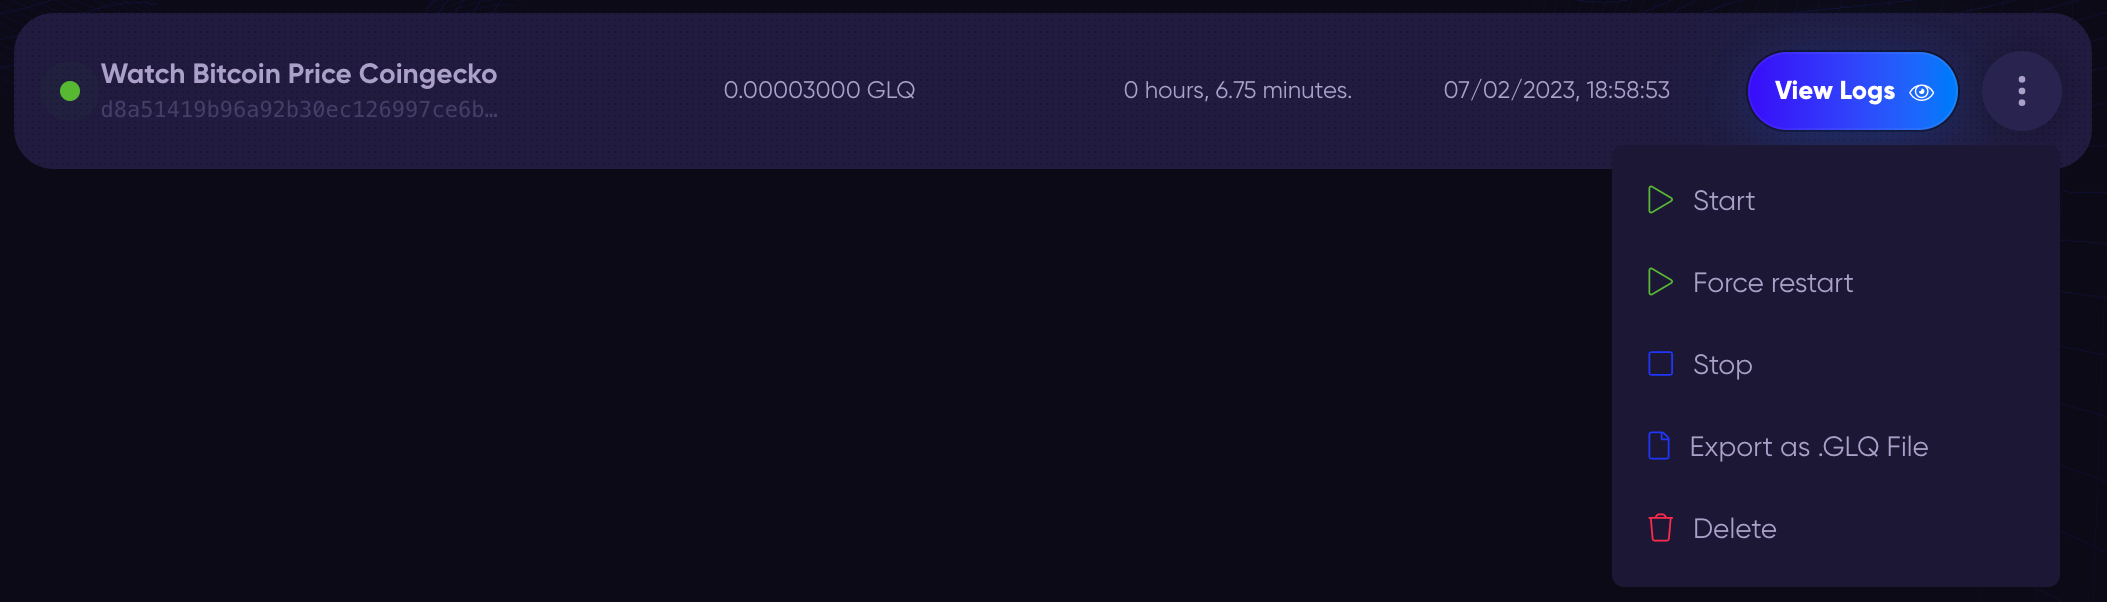 Watch Bitcoin Price Coingecko
d8a51419b96a92b30ec126997ce6b…
0.00003000 GLQ
0 hours, 6.75 minutes.
07/02/2023, 18:58:53
View Logs
Start
Force restart
Stop
Export as .GLQ File
Delete